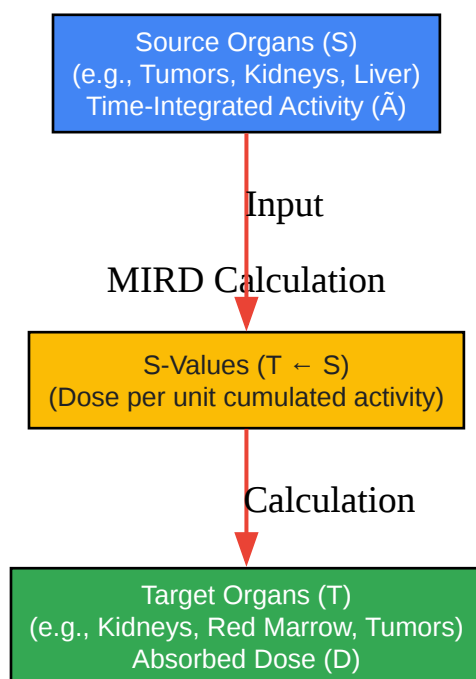 Source Organs (S)
(e.g., Tumors, Kidneys, Liver)
Time-Integrated Activity (Ã)
Input
MIRD Calculation
S-Values (T ← S)
(Dose per unit cumulated activity)
Calculation
Target Organs (T)
(e.g., Kidneys, Red Marrow, Tumors)
Absorbed Dose (D)